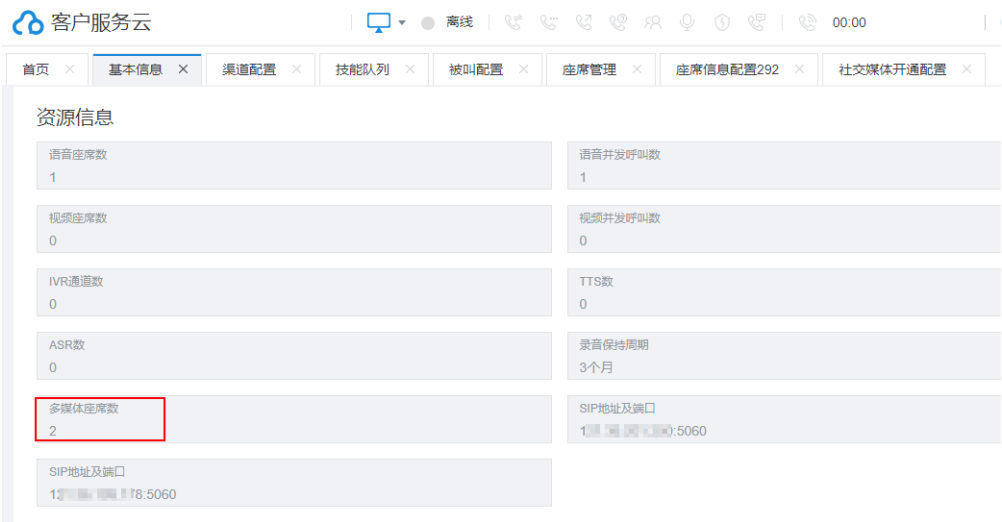 客户服务云
离线
00:00
首页 基本信息 渠道配置 技能队列 被叫配置 座席管理 座席信息配置292 社交媒体开通配置
资源信息
语音座席数 语音并发呼叫数
1 1
视频座席数 视频并发呼叫数
0 0
IVR通道数 TTS数
0 0
ASR数 录音保持周期
0 3个月
多媒体座席数 SIP地址及端口
2 :5060
SIP地址及端口
8:5060